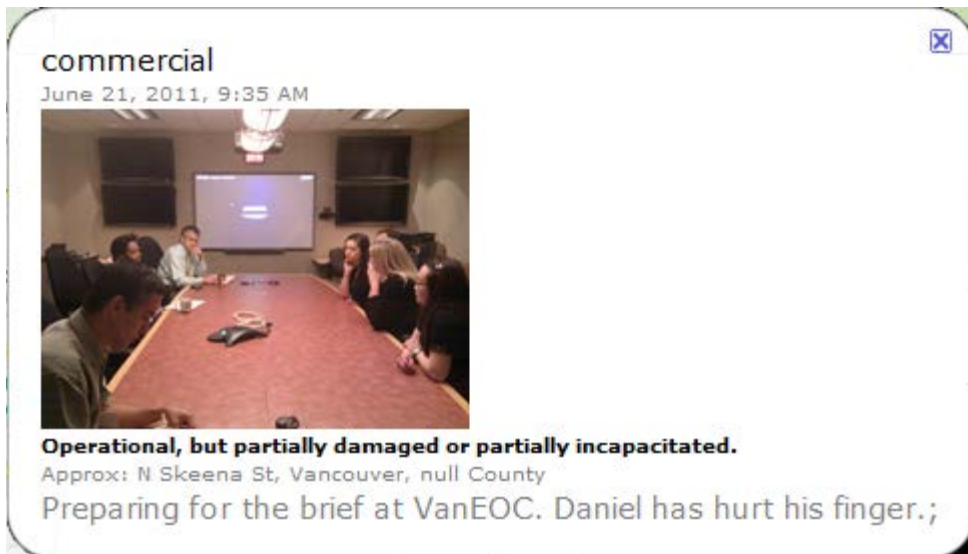 commercial
June 21, 2011, 9:35 AM
Operational, but partially damaged or partially incapacitated.
Approx: N Skeena St, Vancouver, null County
Preparing for the brief at VanEOC. Daniel has hurt his finger.;